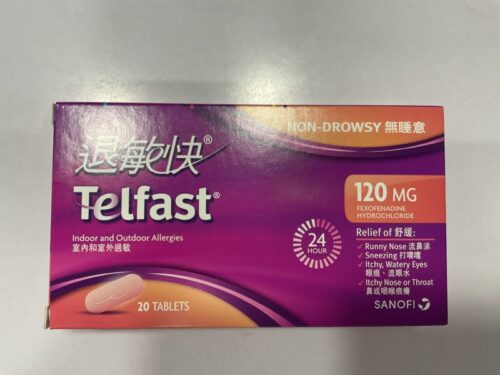 NON-DROWSY 無睡意
退敏快®
Telfast®
Indoor and Outdoor Allergies
室內和室外過敏
20 TABLETS
24
HOUR
120 MG
FEXOFENADINE
HYDROCHLORIDE
Relief of 舒緩:
✓ Runny Nose 流鼻涕
✓ Sneezing 打噴嚏
✓ Itchy, Watery Eyes
眼痕、流眼水
✓ Itchy Nose or Throat
鼻或咽喉痕癢
SANOFI